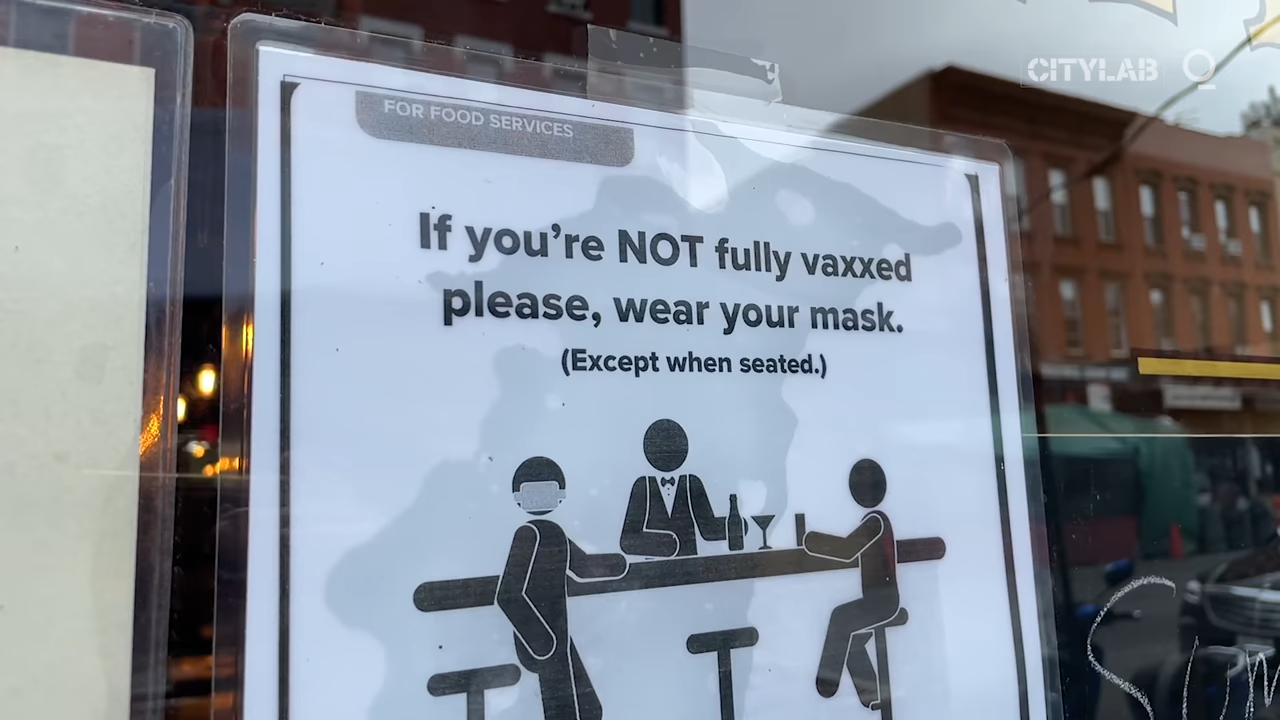 CITYLAB
FOR FOOD SERVICES
If you're NOT fully vaxxed
please, wear your mask.
(Except when seated.)